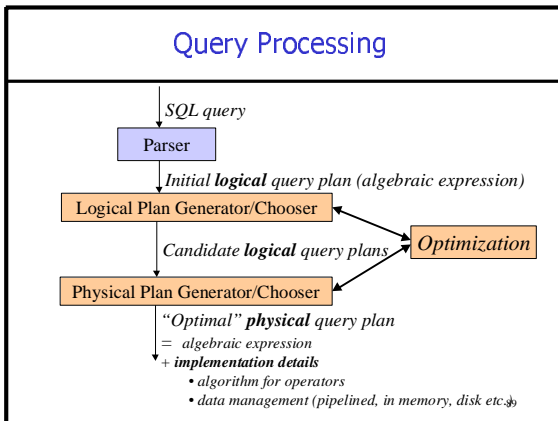 Query Processing
SQL query
Parser
Initial logical query plan (algebraic expression)
Logical Plan Generator/Chooser
Optimization
Candidate logical query plans
Physical Plan Generator/Chooser
“Optimal” physical query plan
= algebraic expression
+ implementation details
• algorithm for operators
• data management (pipelined, in memory, disk etc.)
89